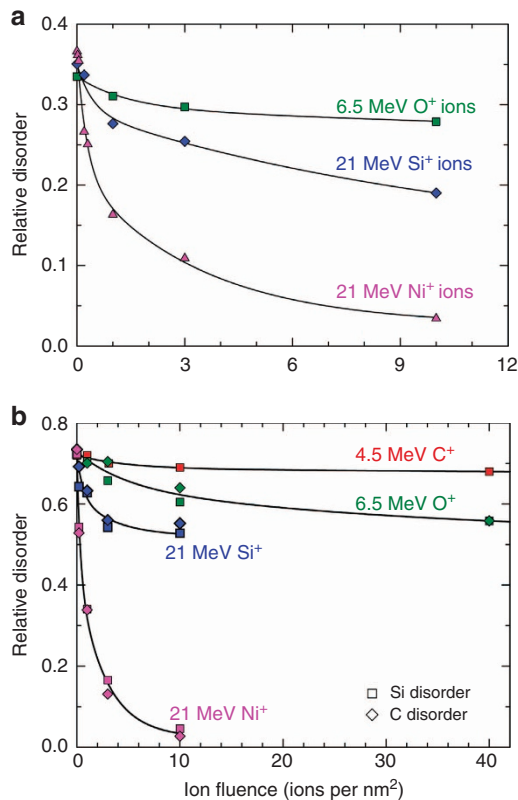 a
0.4
0.3
0.2
0.1
0.0
Relative disorder
6.5 MeV O⁺ ions
21 MeV Si⁺ ions
21 MeV Ni⁺ ions
0 3 6 9 12
b
0.8
0.6
0.4
0.2
0.0
Relative disorder
4.5 MeV C⁺
6.5 MeV O⁺
21 MeV Si⁺
21 MeV Ni⁺
Si disorder
C disorder
0 10 20 30 40
Ion fluence (ions per nm²)